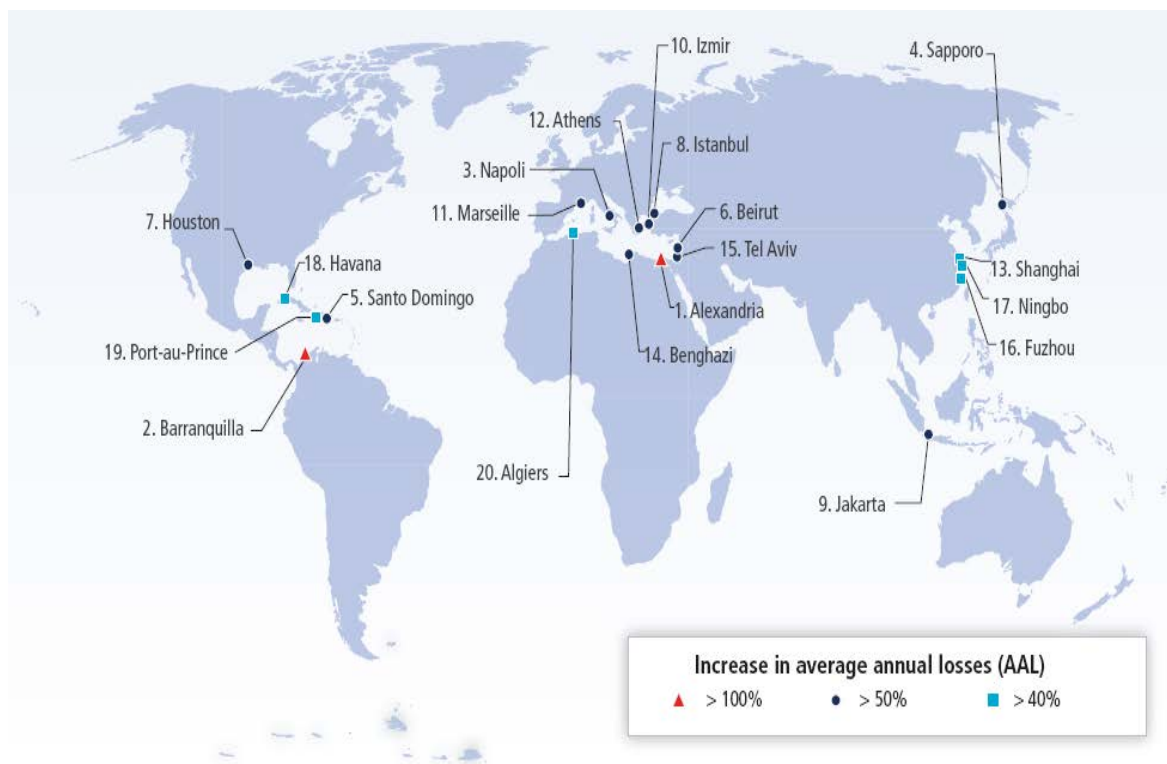 10. Izmir
4. Sapporo
12. Athens
8. Istanbul
3. Napoli
11. Marseille
6. Beirut
7. Houston
15. Tel Aviv
18. Havana
13. Shanghai
5. Santo Domingo
17. Ningbo
1. Alexandria
16. Fuzhou
19. Port-au-Prince
14. Benghazi
2. Barranquilla
20. Algiers
9. Jakarta
Increase in average annual losses (AAL)
> 100%
> 50%
> 40%